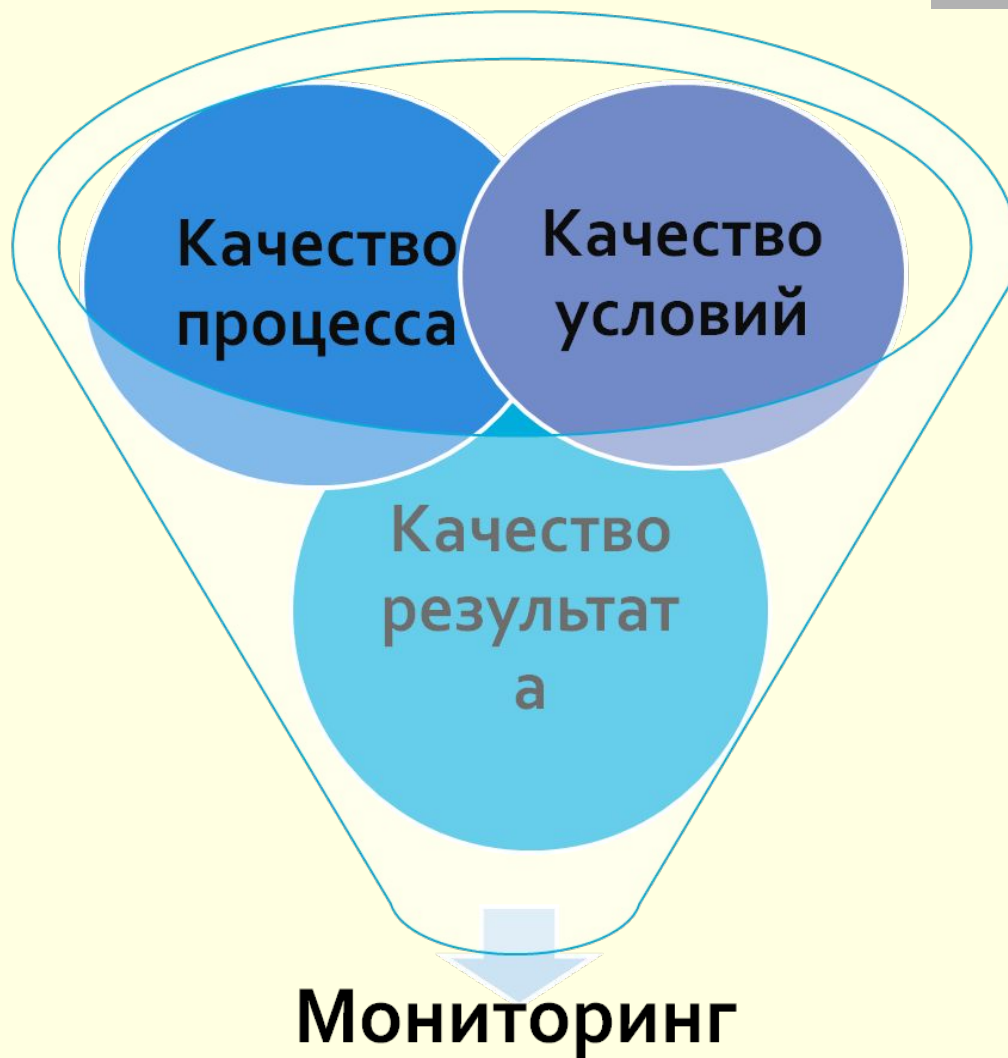 Качество
процесса
Качество
условий
Качество
результат
а
Мониторинг